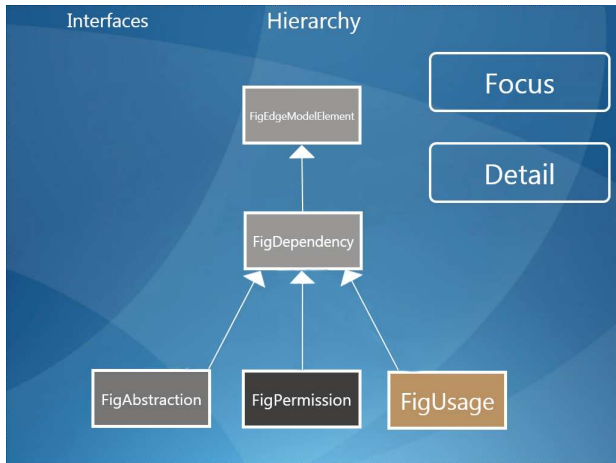 Interfaces
Hierarchy
Focus
FigEdgeModelElement
Detail
FigDependency
FigAbstraction
FigPermission
FigUsage